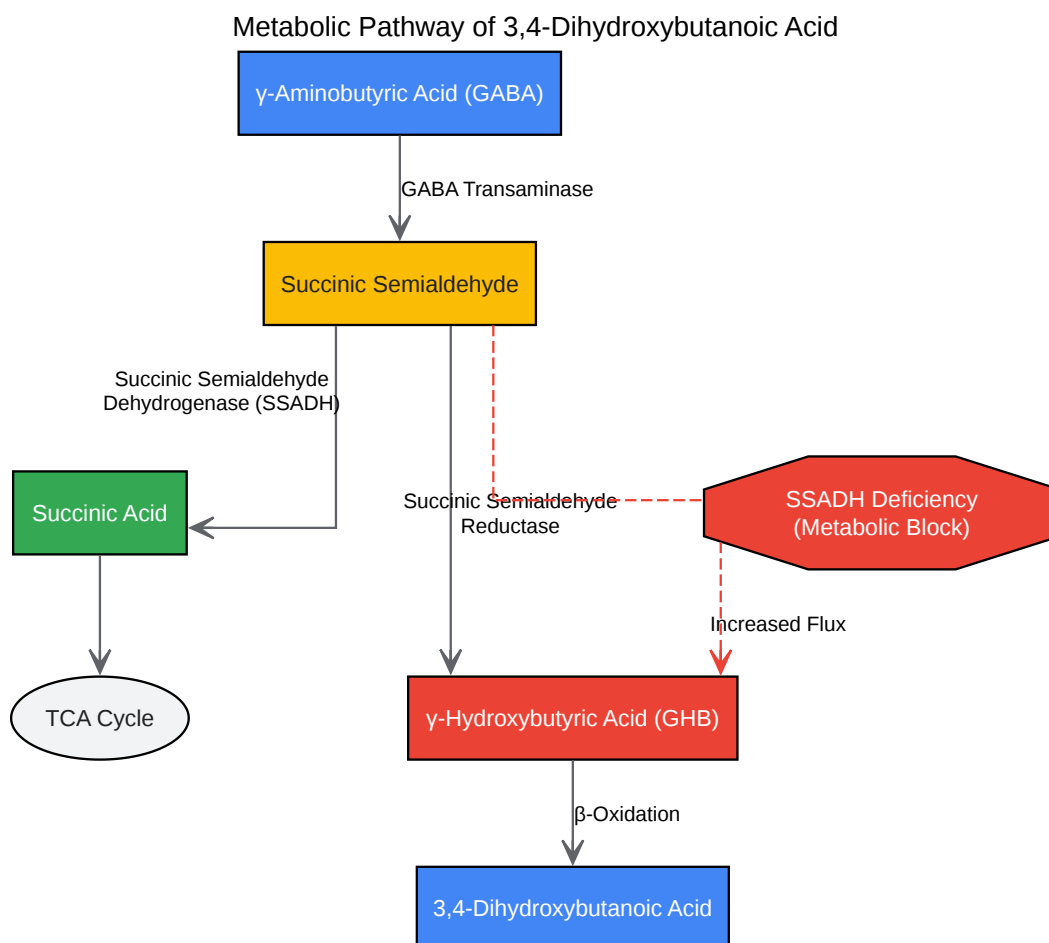 Metabolic Pathway of 3,4-Dihydroxybutanoic Acid
γ-Aminobutyric Acid (GABA)
GABA Transaminase
Succinic Semialdehyde
Succinic Semialdehyde
Dehydrogenase (SSADH)
Succinic Acid
Succinic Semialdehyde
Reductase
SSADH Deficiency
(Metabolic Block)
Increased Flux
TCA Cycle
γ-Hydroxybutyric Acid (GHB)
β-Oxidation
3,4-Dihydroxybutanoic Acid